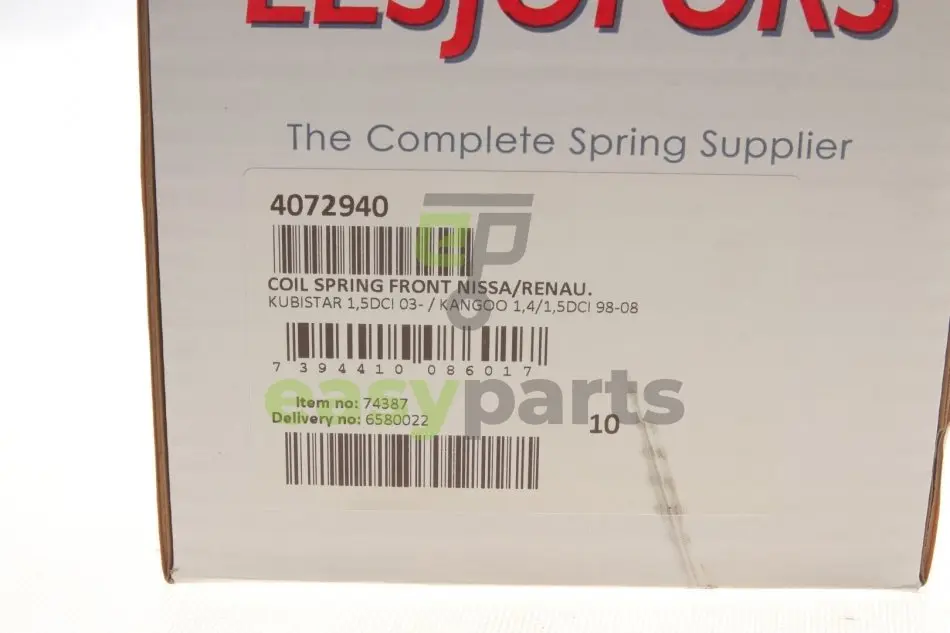 LESJÖFORS
The Complete Spring Supplier
4072940
COIL SPRING FRONT NISSA/RENAU.
KUBISTAR 1,5DCI 03- / KANGOO 1,4/1,5DCI 98-08
7 394410 086017
easyparts
Item no: 74387
Delivery no: 6580022
10